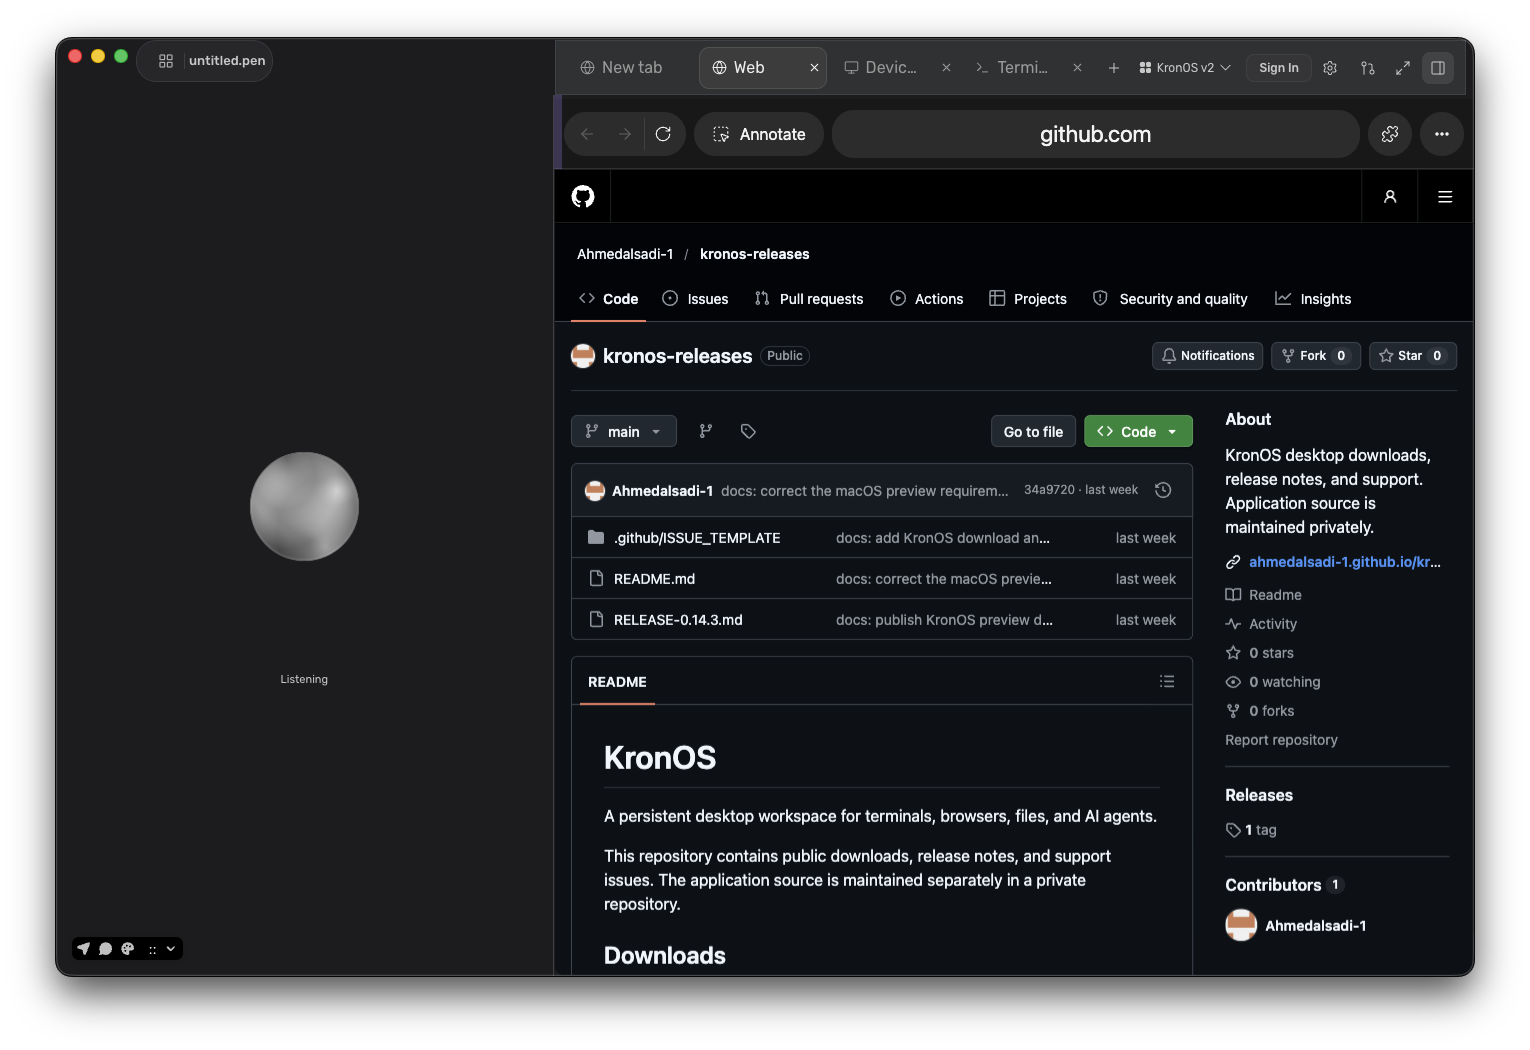 untitled.pen
New tab
Web
Devic...
Termi...
KronOS v2
Sign In
Annotate
github.com
Ahmedalsadi-1 / kronos-releases
Code
Issues
Pull requests
Actions
Projects
Security and quality
Insights
kronos-releases
Public
Notifications
Fork 0
Star 0
main
Go to file
Code
Ahmedalsadi-1 docs: correct the macOS preview requirem... 34a9720 · last week
.github/ISSUE_TEMPLATE docs: add KronOS download an... last week
README.md docs: correct the macOS previe... last week
RELEASE-0.14.3.md docs: publish KronOS preview d... last week
README
KronOS
A persistent desktop workspace for terminals, browsers, files, and AI agents.
This repository contains public downloads, release notes, and support
issues. The application source is maintained separately in a private
repository.
Downloads
About
KronOS desktop downloads,
release notes, and support.
Application source is
maintained privately.
ahmedalsadi-1.github.io/kr...
Readme
Activity
0 stars
0 watching
0 forks
Report repository
Releases
1 tag
Contributors 1
Ahmedalsadi-1
Listening